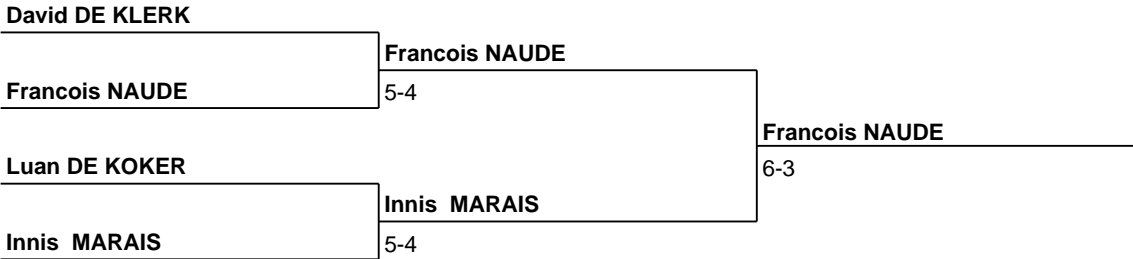 David DE KLERK
Francois NAUDE
Francois NAUDE
5-4
Francois NAUDE
6-3
Luan DE KOKER
Innis  MARAIS
Innis  MARAIS
5-4